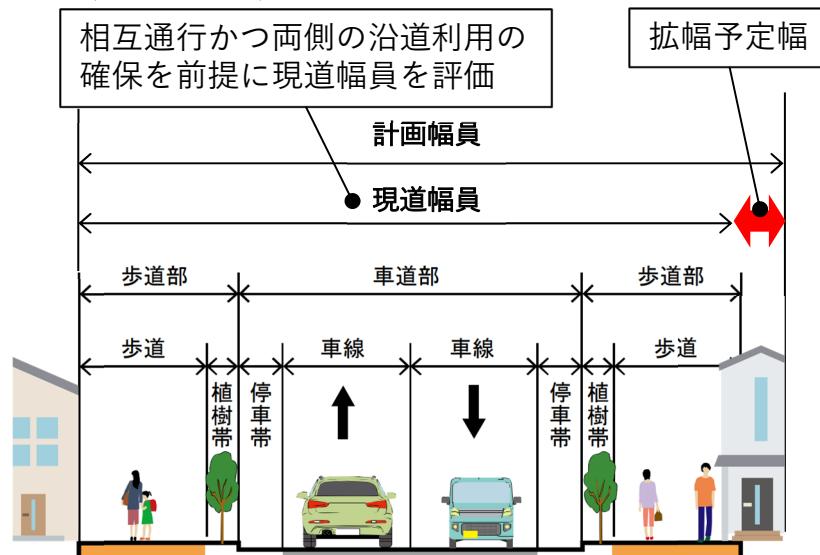 相互通行かつ両側の沿道利用の
確保を前提に現道幅員を評価
拡幅予定幅
計画幅員
現道幅員
歩道部
車道部
歩道部
歩道
植樹帯
停車帯
車線
車線
停車帯
植樹帯
歩道